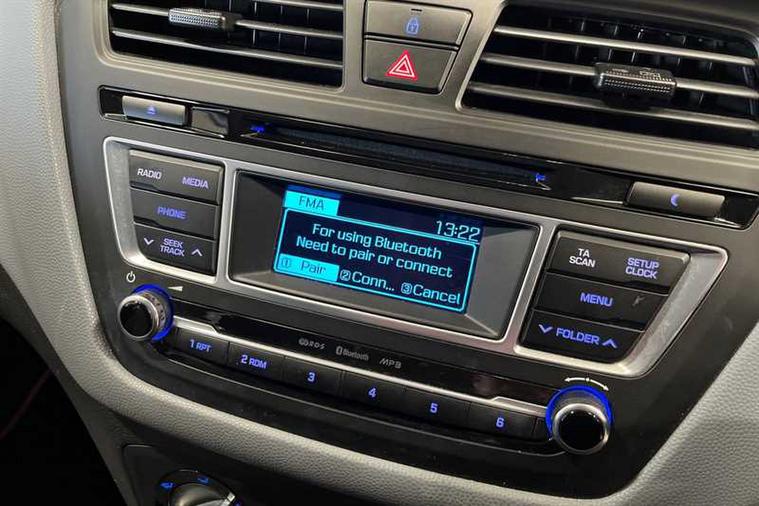 RADIO MEDIA
PHONE
SEEK
TRACK
FMA
13:22
For using Bluetooth
Need to pair or connect
① Pair ②Conn... ③Cancel
TA
SCAN
SETUP
CLOCK
MENU
FOLDER
RDS Bluetooth MP3
1 RPT
2 RDM
3
4
5
6